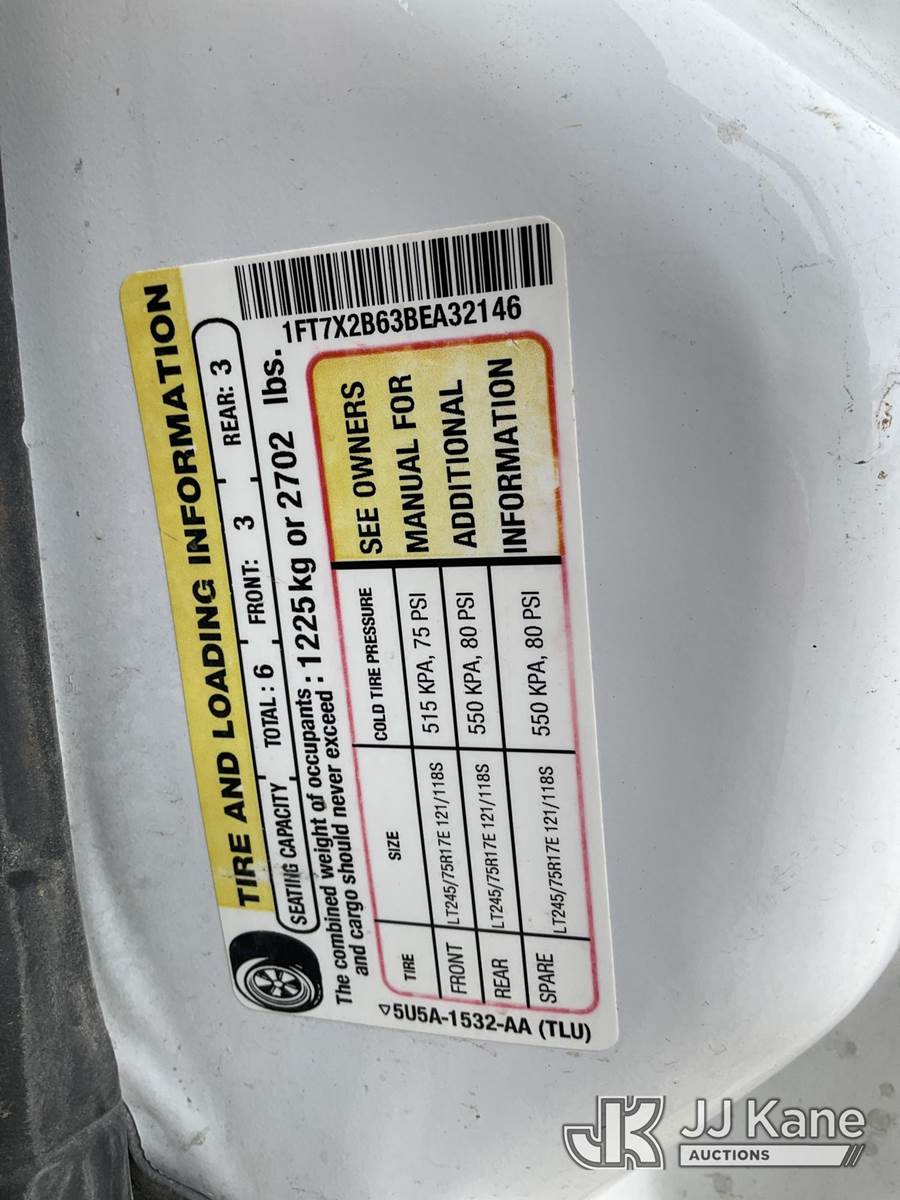 TIRE AND LOADING INFORMATION
SEATING CAPACITY TOTAL : 6 FRONT: 3 REAR: 3
The combined weight of occupants : 1225 kg or 2702 lbs.
and cargo should never exceed
1FT7X2B63BEA32146
TIRE SIZE COLD TIRE PRESSURE
FRONT LT245/75R17E 121/118S 515 KPA, 75 PSI
REAR LT245/75R17E 121/118S 550 KPA, 80 PSI
SPARE LT245/75R17E 121/118S 550 KPA, 80 PSI
SEE OWNERS
MANUAL FOR
ADDITIONAL
INFORMATION
5U5A-1532-AA (TLU)
JK JJ Kane
AUCTIONS